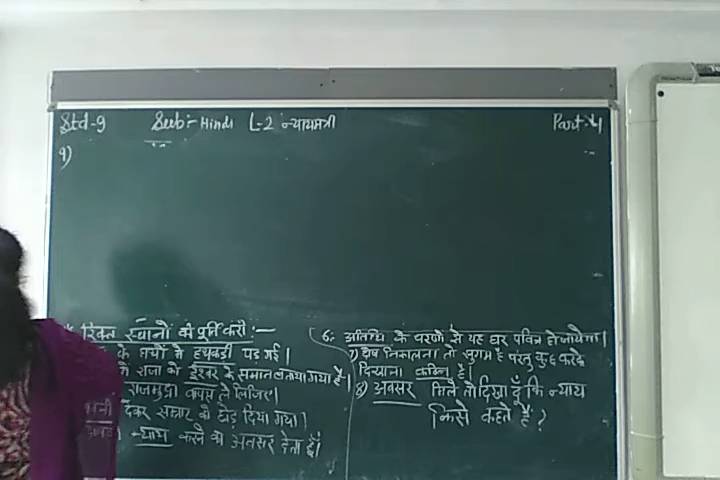 Std-9 Sub:- Hindi L-2 न्यायमंत्री Part-4
1)
रिक्त स्थानों की पूर्ति करो :-
के हाथों में हथकड़ी पड़ गई।
राजा को ईश्वर के समान बताया गया है।
राजमुद्रा वापस ले लिजिए।
देकर सम्राट को छोड़ दिया गया।
न्याय करने का अवसर देता हूँ।
6. अतिथि के चरणों से यह घर पवित्र हो जायेगा।
7) दोष निकालना तो सुगम है परंतु कुछ करके
दिखाना कठिन है।
8) अवसर मिले तो दिखा दूँ कि न्याय
किसे कहते हैं?